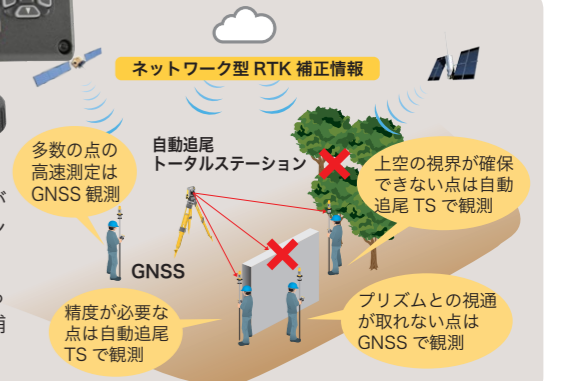 ネットワーク型 RTK 補正情報
多数の点の
高速測定は
GNSS 観測
自動追尾
トータルステーション
上空の視界が確保
できない点は自動
追尾 TS で観測
GNSS
精度が必要な
点は自動追尾
TS で観測
プリズムとの視通
が取れない点は
GNSS で観測